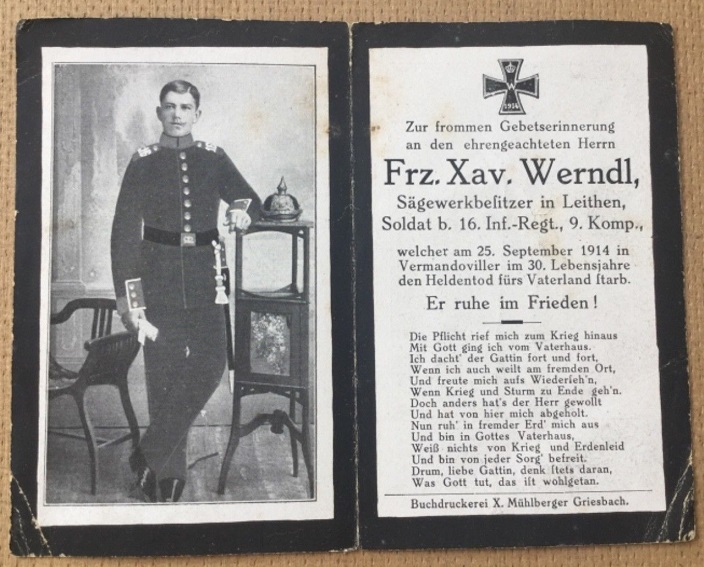 W
1914
Zur frommen Gebetserinnerung
an den ehrengeachteten Herrn
Frz. Xav. Werndl,
Sägewerkbeſitzer in Leithen,
Soldat b. 16. Inf.-Regt., 9. Komp.,
welcher am 25. September 1914 in
Vermandoviller im 30. Lebensjahre
den Heldentod fürs Vaterland ſtarb.
Er ruhe im Frieden!
Die Pflicht rief mich zum Krieg hinaus
Mit Gott ging ich vom Vaterhaus.
Ich dacht' der Gattin fort und fort,
Wenn ich auch weilt am fremden Ort,
Und freute mich aufs Wiederſeh'n,
Wenn Krieg und Sturm zu Ende geh'n.
Doch anders hat's der Herr gewollt
Und hat von hier mich abgeholt.
Nun ruh' in fremder Erd' mich aus
Und bin in Gottes Vaterhaus,
Weiß nichts von Krieg und Erdenleid
Und bin von jeder Sorg' befreit.
Drum, liebe Gattin, denk ſtets daran,
Was Gott tut, das iſt wohlgetan.
Buchdruckerei X. Mühlberger Griesbach.